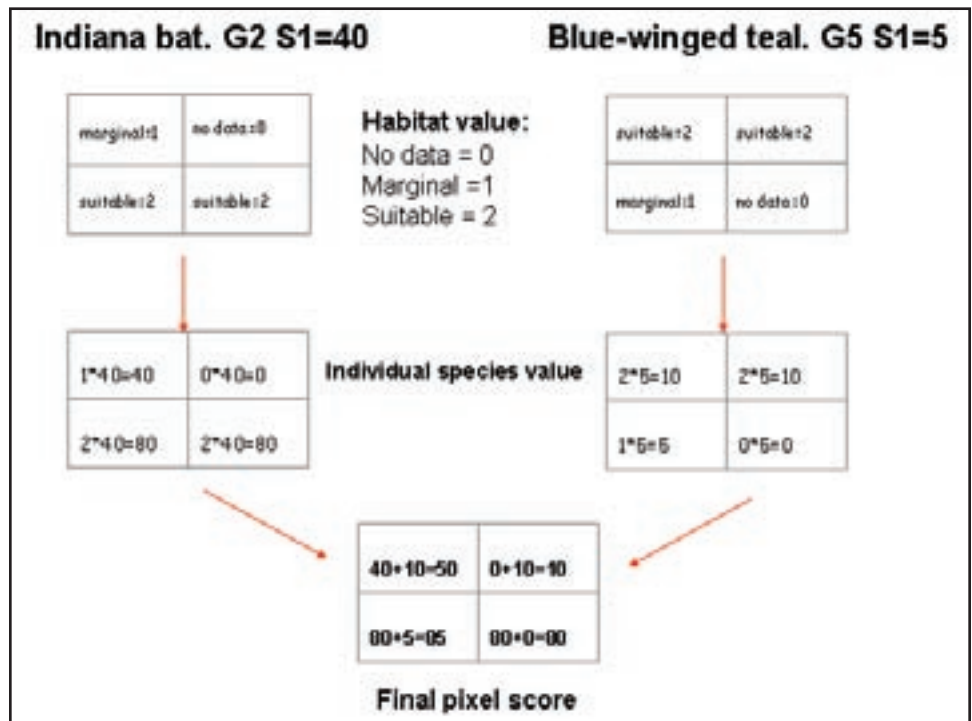 Indiana bat. G2 S1=40
Blue-winged teal. G5 S1=5
marginal=1
no data=0
suitable=2
suitable=2
Habitat value:
No data = 0
Marginal =1
Suitable = 2
suitable=2
suitable=2
marginal=1
no data=0
1*40=40
0*40=0
2*40=80
2*40=80
Individual species value
2*5=10
2*5=10
1*5=5
0*5=0
40+10=50
0+10=10
80+5=85
80+0=80
Final pixel score